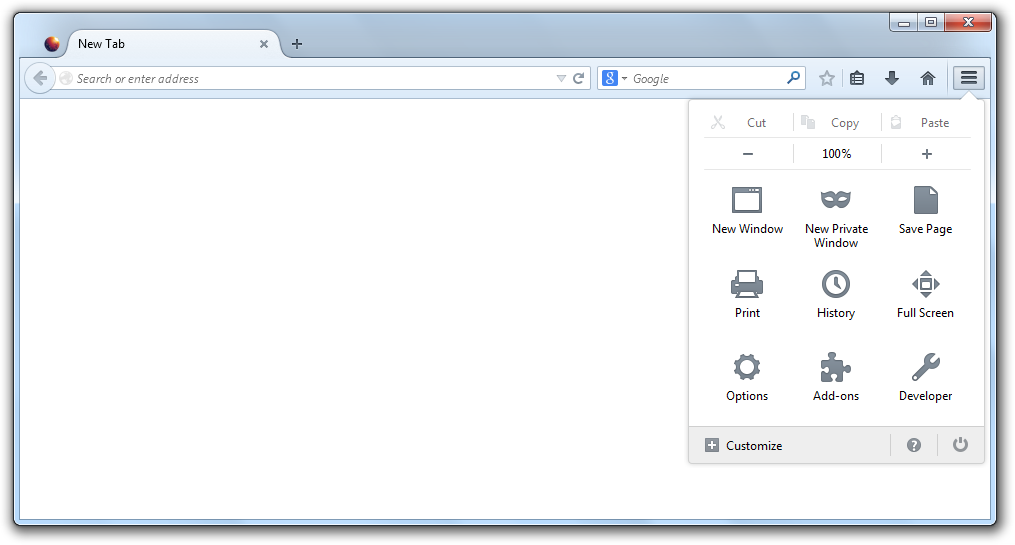 New Tab
Search or enter address
8 Google
Cut Copy Paste
100%
New Window New Private Window Save Page
Print History Full Screen
Options Add-ons Developer
Customize